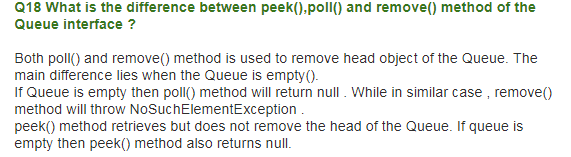 Q18 What is the difference between peek(),poll() and remove() method of the
Queue interface ?
Both poll() and remove() method is used to remove head object of the Queue. The
main difference lies when the Queue is empty().
If Queue is empty then poll() method will return null . While in similar case , remove()
method will throw NoSuchElementException .
peek() method retrieves but does not remove the head of the Queue. If queue is
empty then peek() method also returns null.